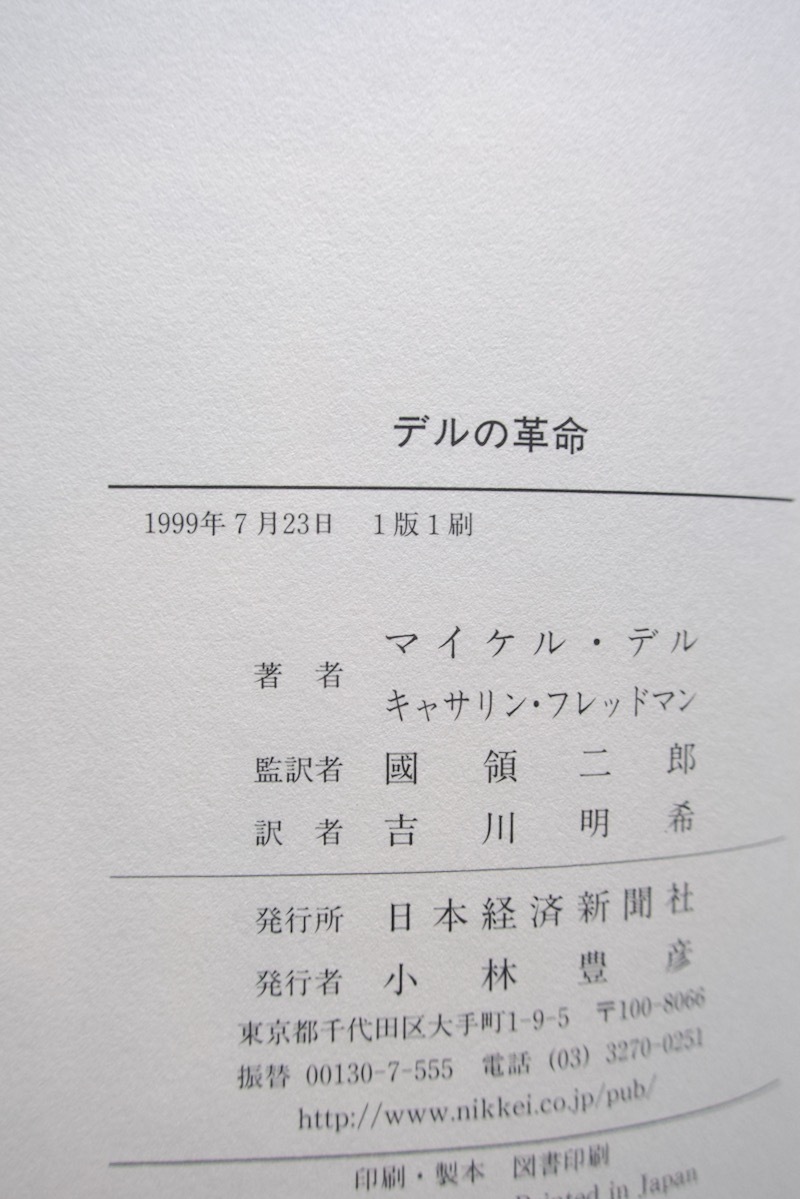 デルの革命
1999年7月23日 1版1刷
著者 マイケル・デル
キャサリン・フレッドマン
監訳者 國領二郎
訳者 吉川明希
発行所 日本経済新聞社
発行者 小林豊彦
東京都千代田区大手町1-9-5 〒100-8066
振替 00130-7-555 電話 (03) 3270-0251
http://www.nikkei.co.jp/pub/
印刷・製本 図書印刷
Printed in Japan